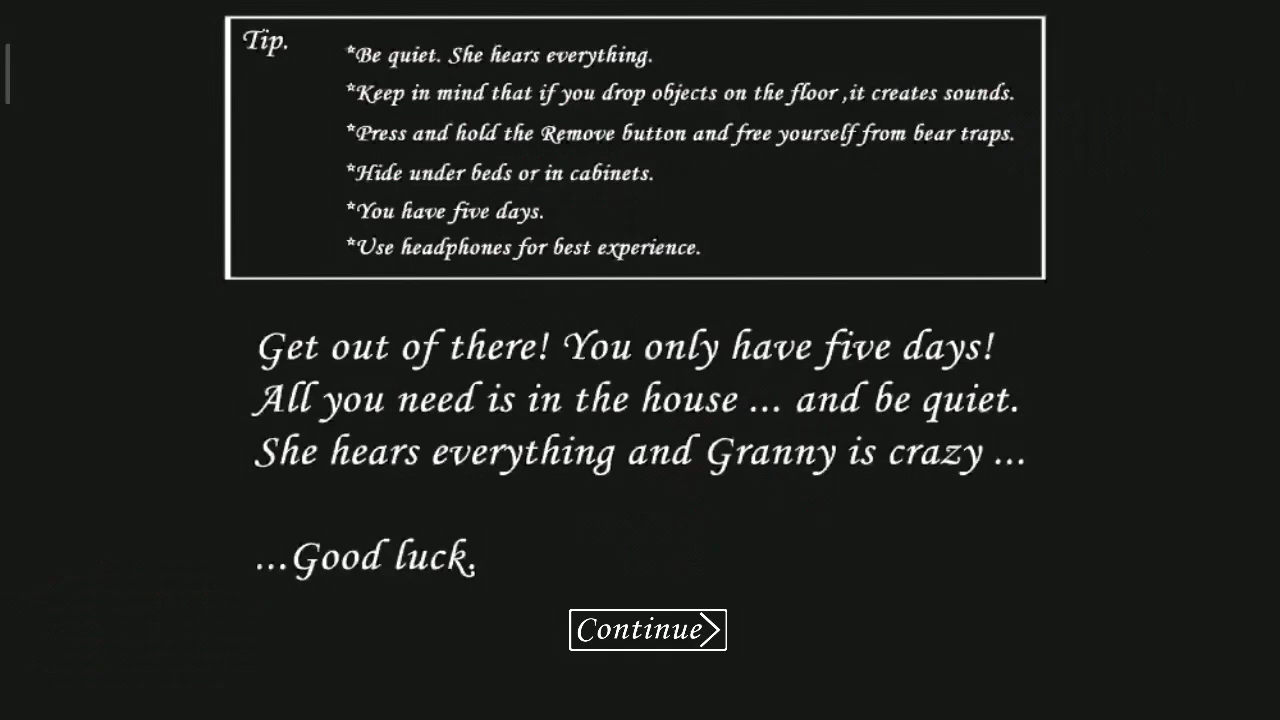 Tip.
*Be quiet. She hears everything.
*Keep in mind that if you drop objects on the floor ,it creates sounds.
*Press and hold the Remove button and free yourself from bear traps.
*Hide under beds or in cabinets.
*You have five days.
*Use headphones for best experience.
Get out of there! You only have five days!
All you need is in the house ... and be quiet.
She hears everything and Granny is crazy ...
...Good luck.
Continue